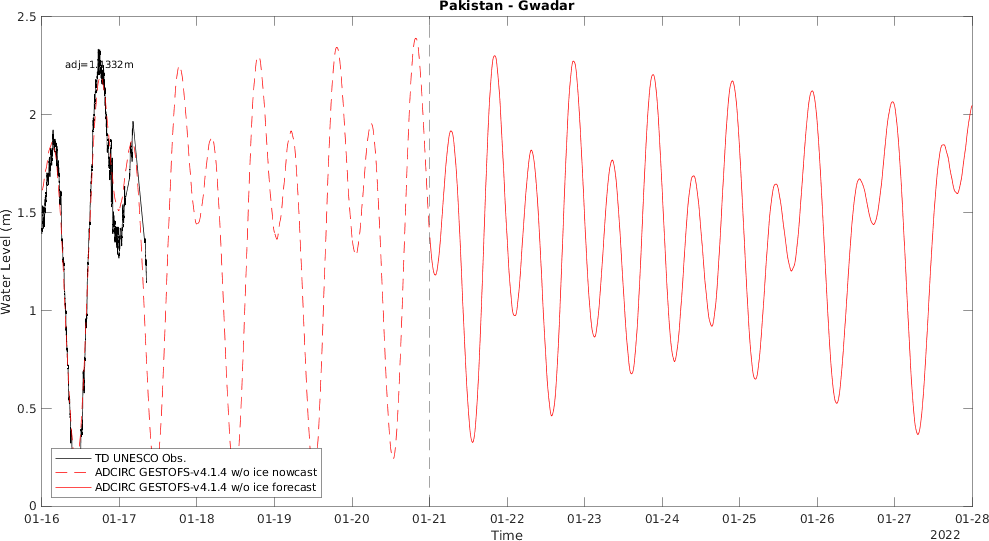 Pakistan - Gwadar
2.5
2
1.5
1
0.5
0
Water Level (m)
TD UNESCO Obs.
ADCIRC GESTOFS-v4.1.4 w/o ice nowcast
ADCIRC GESTOFS-v4.1.4 w/o ice forecast
01-16 01-17 01-18 01-19 01-20 01-21 01-22 01-23 01-24 01-25 01-26 01-27 01-28
Time
2022